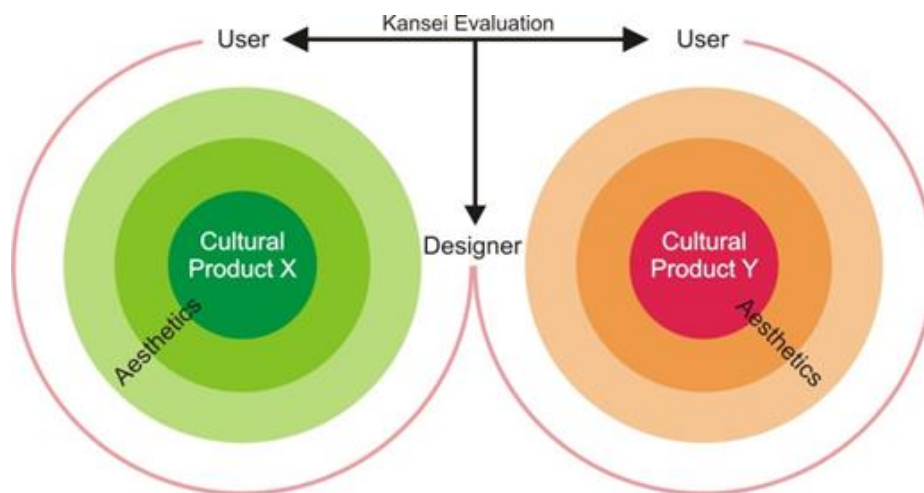 Kansei Evaluation
User
User
Designer
Cultural
Product X
Cultural
Product Y
Aesthetics
Aesthetics